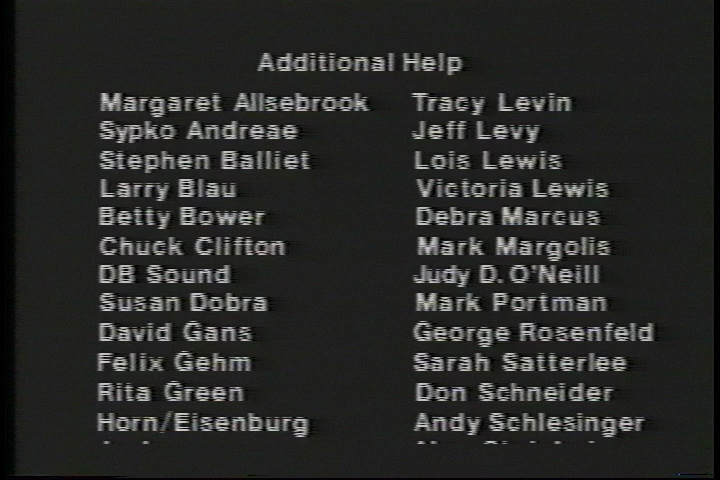 Additional Help
Margaret Allsebrook
Sypko Andreae
Stephen Balliet
Larry Blau
Betty Bower
Chuck Clifton
DB Sound
Susan Dobra
David Gans
Felix Gehm
Rita Green
Horn/Eisenburg
Tracy Levin
Jeff Levy
Lois Lewis
Victoria Lewis
Debra Marcus
Mark Margolis
Judy D. O'Neill
Mark Portman
George Rosenfeld
Sarah Satterlee
Don Schneider
Andy Schlesinger